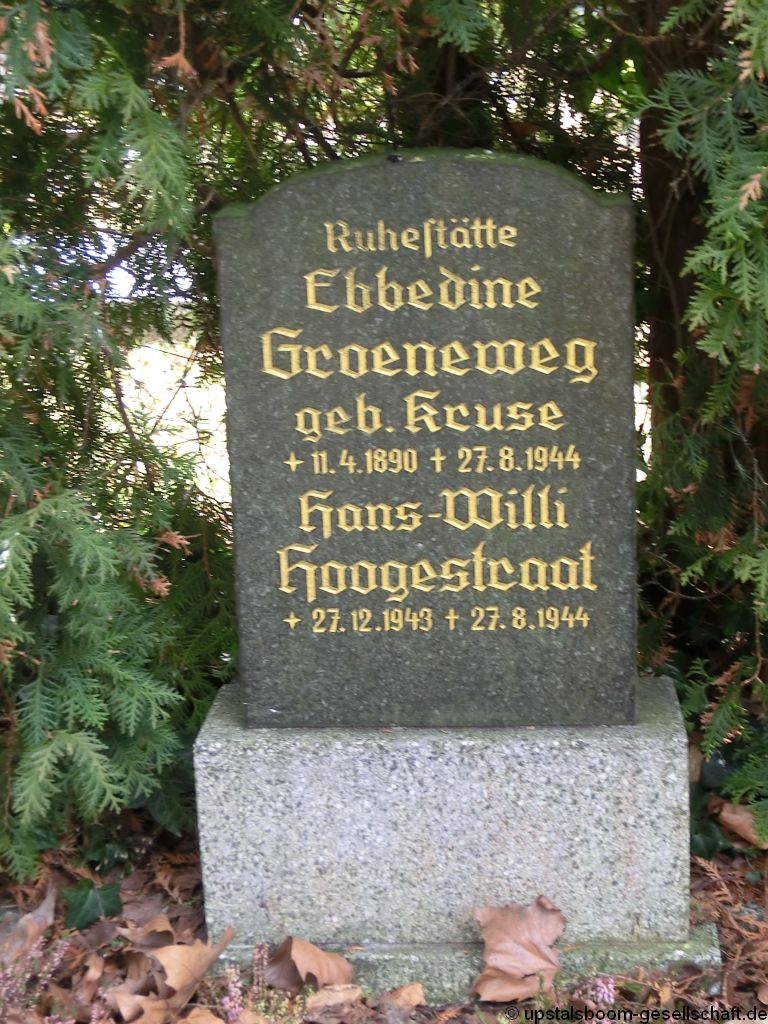 Ruheſtätte
Ebbedine
Groeneweg
geb. Kruse
+ 11.4.1890 + 27.8.1944
Hans-Willi
Hoogestraat
+ 27.12.1943 + 27.8.1944
© upstalsboom-gesellschaft.de